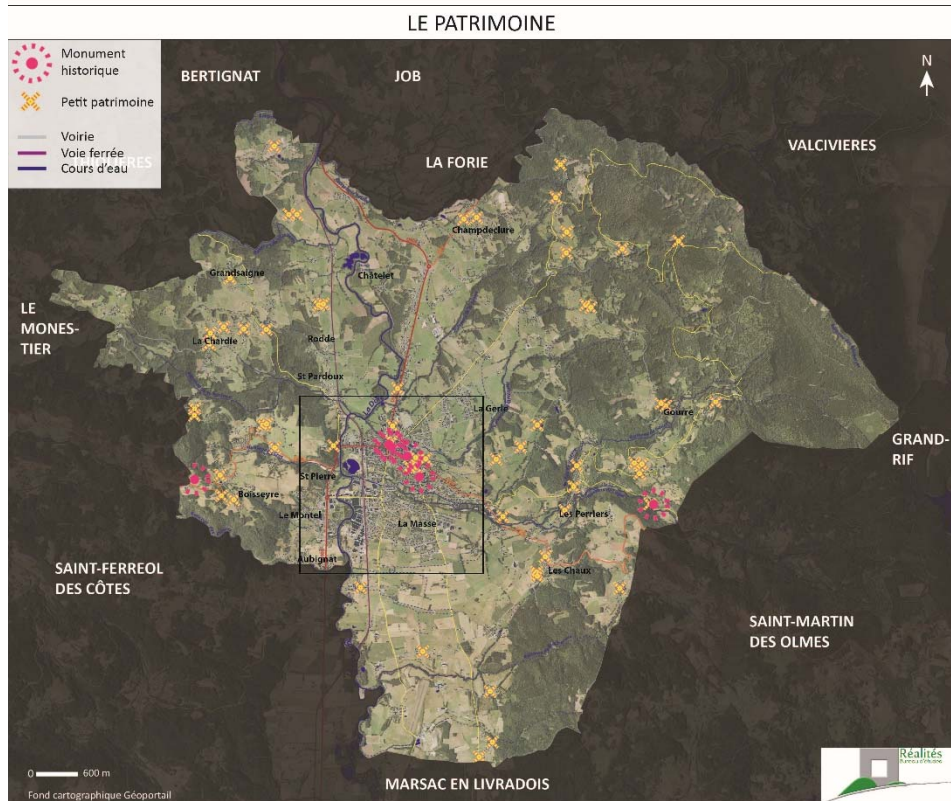 LE PATRIMOINE
Monument
historique
Petit patrimoine
Voirie
Voie ferrée
Cours d'eau
BERTIGNAT
JOB
N
LA FORIE
VALCIVIERES
Champdeclure
Châtelet
Grandsaigne
LE
MONES-
TIER
La Chardie
Rodde
St Pardoux
La Gerle
Gourre
GRAND-
RIF
St Pierre
Boisseyre
Le Montel
Les Perriers
La Masse
Aubignat
Les Chaux
SAINT-FERREOL
DES CÔTES
SAINT-MARTIN
DES OLMES
MARSAC EN LIVRADOIS
0 600 m
Fond cartographique Géoportail
Réalités
Bureau d'études